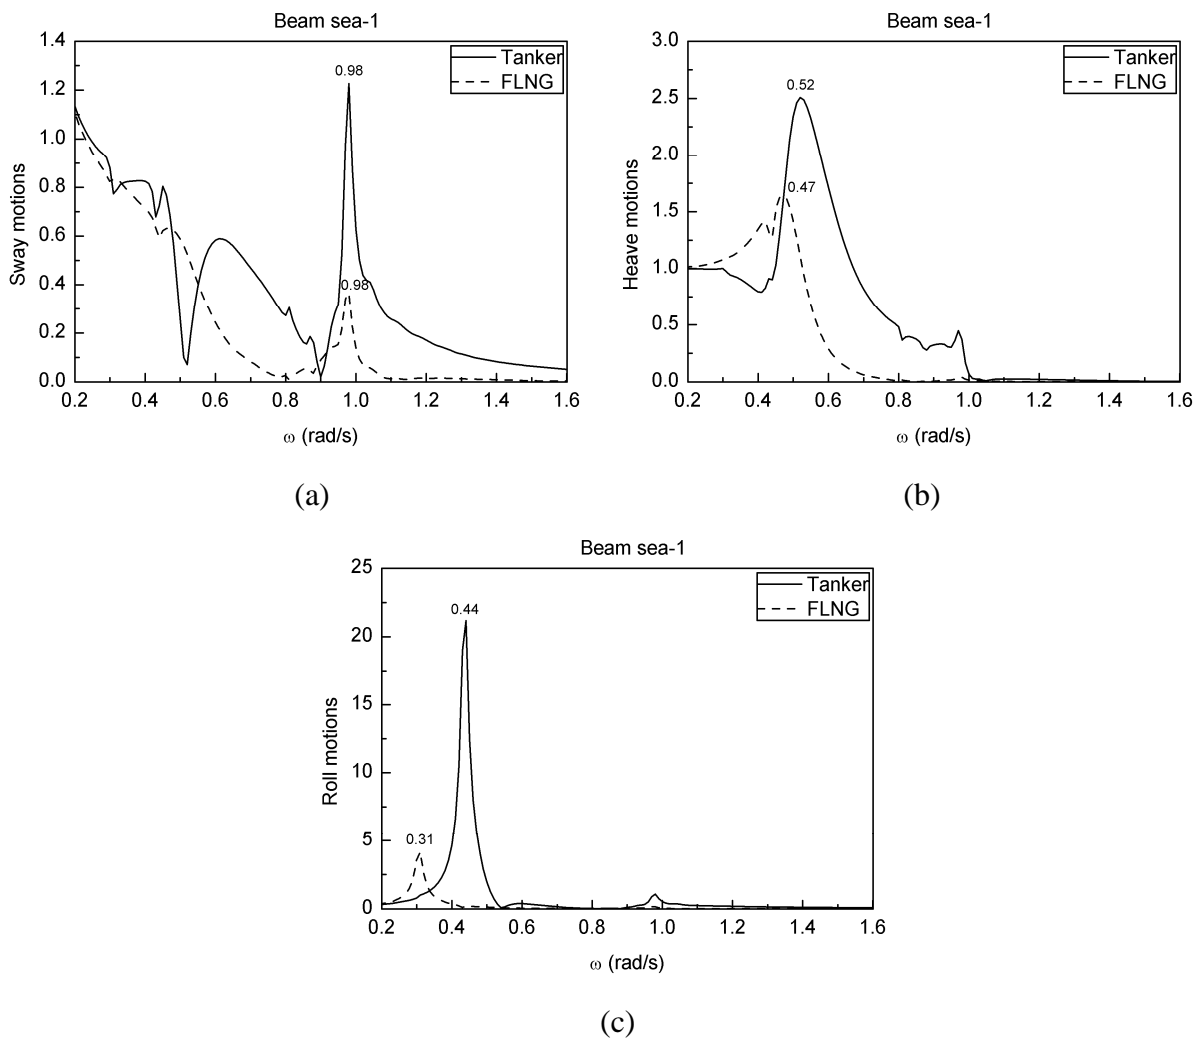 Beam sea-1
1.4
1.2
1.0
0.8
0.6
0.4
0.2
0.0
Sway motions
Tanker
FLNG
0.98
0.98
0.2 0.4 0.6 0.8 1.0 1.2 1.4 1.6
ω (rad/s)
(a)
Beam sea-1
3.0
2.5
2.0
1.5
1.0
0.5
0.0
Heave motions
Tanker
FLNG
0.52
0.47
0.2 0.4 0.6 0.8 1.0 1.2 1.4 1.6
ω (rad/s)
(b)
Beam sea-1
25
20
15
10
5
0
Roll motions
Tanker
FLNG
0.44
0.31
0.2 0.4 0.6 0.8 1.0 1.2 1.4 1.6
ω (rad/s)
(c)